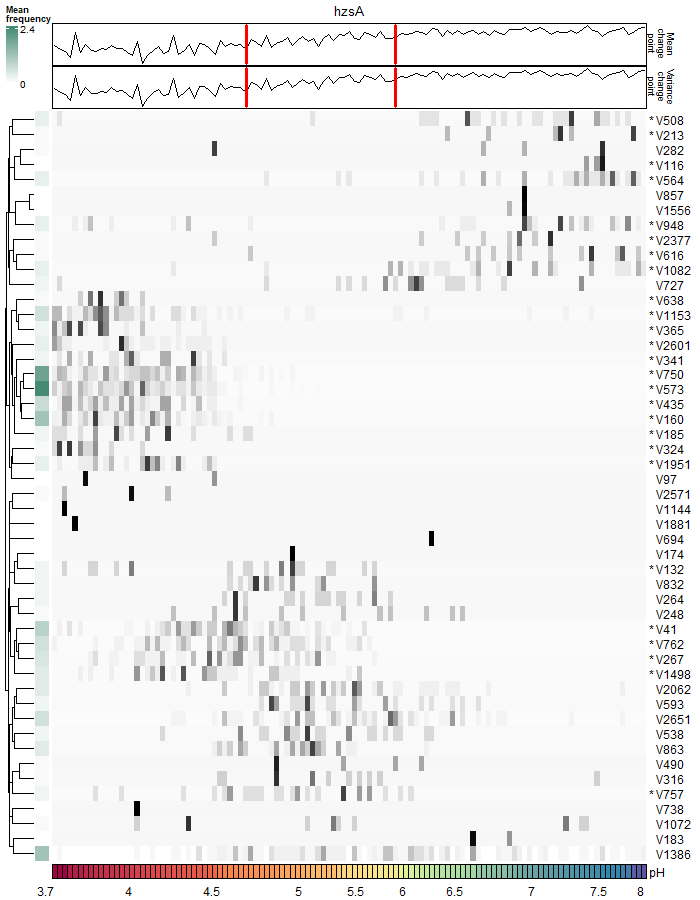 hzsA
Mean
frequency
2.4
0
Mean
change
point
Variance
change
point
* V508
* V213
V282
* V116
* V564
V857
V1556
* V948
* V2377
* V616
* V1082
V727
* V638
* V1153
* V365
* V2601
* V341
* V750
* V573
* V435
* V160
* V185
* V324
* V1951
V97
V2571
V1144
V1881
V694
V174
* V132
V832
V264
V248
* V41
* V762
* V267
* V1498
V2062
V593
V2651
V538
V863
V490
V316
* V757
V738
V1072
V183
V1386
pH
3.7 4 4.5 5 5.5 6 6.5 7 7.5 8